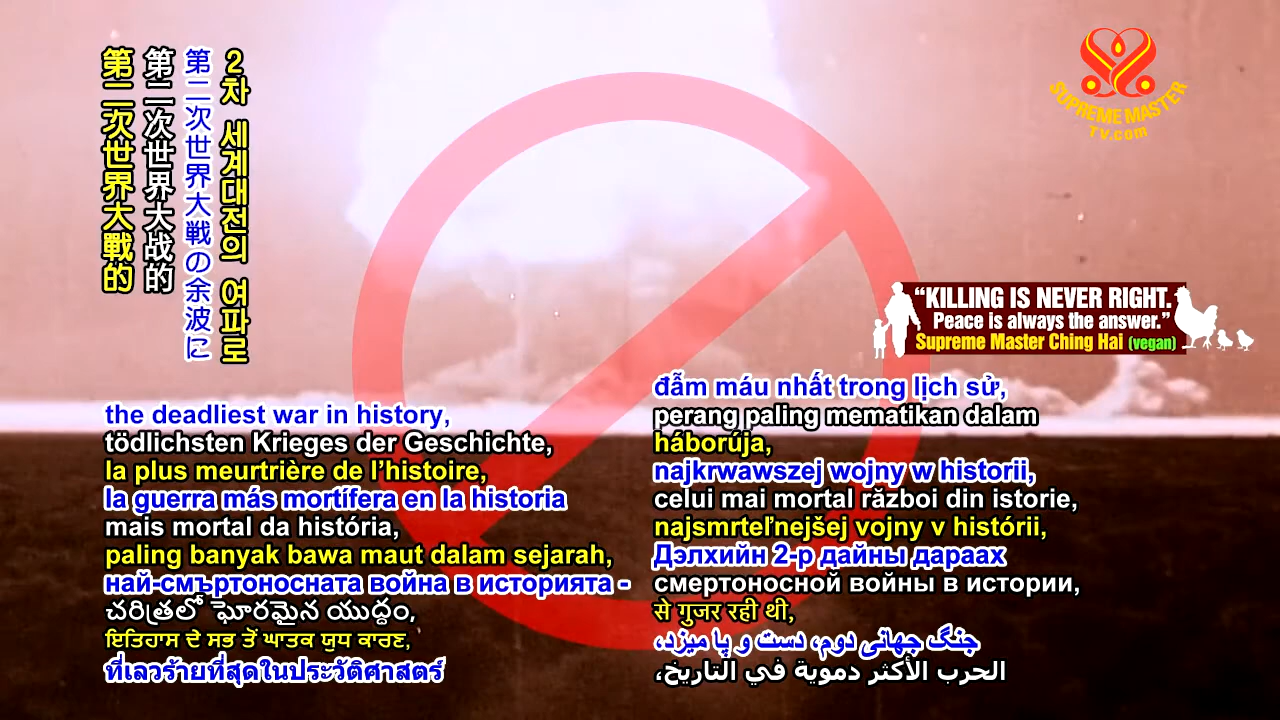 第二次世界大戰的
第二次世界大战的
第二次世界大戦の余波に
2차 세계대전의 여파로
SUPREME MASTER
TV.com
“KILLING IS NEVER RIGHT.
Peace is always the answer.”
Supreme Master Ching Hai (vegan)
the deadliest war in history,
tödlichsten Krieges der Geschichte,
la plus meurtrière de l’histoire,
la guerra más mortífera en la historia
mais mortal da história,
paling banyak bawa maut dalam sejarah,
най-смъртоносната война в историята -
చరిత్రలో ఘోరమైన యుద్ధం,
ਇਤਿਹਾਸ ਦੇ ਸਭ ਤੋਂ ਘਾਤਕ ਯੁਧ ਕਾਰਣ,
ที่เลวร้ายที่สุดในประวัติศาสตร์
đẫm máu nhất trong lịch sử,
perang paling mematikan dalam
háborúja,
najkrwawszej wojny w historii,
celui mai mortal război din istorie,
najsmrteľnejšej vojny v histórii,
Дэлхийн 2-р дайны дараах
смертоносной войны в истории,
से गुजर रही थी,
جنگ جهانی دوم، دست و پا میزد،
الحرب الأكثر دموية في التاريخ،